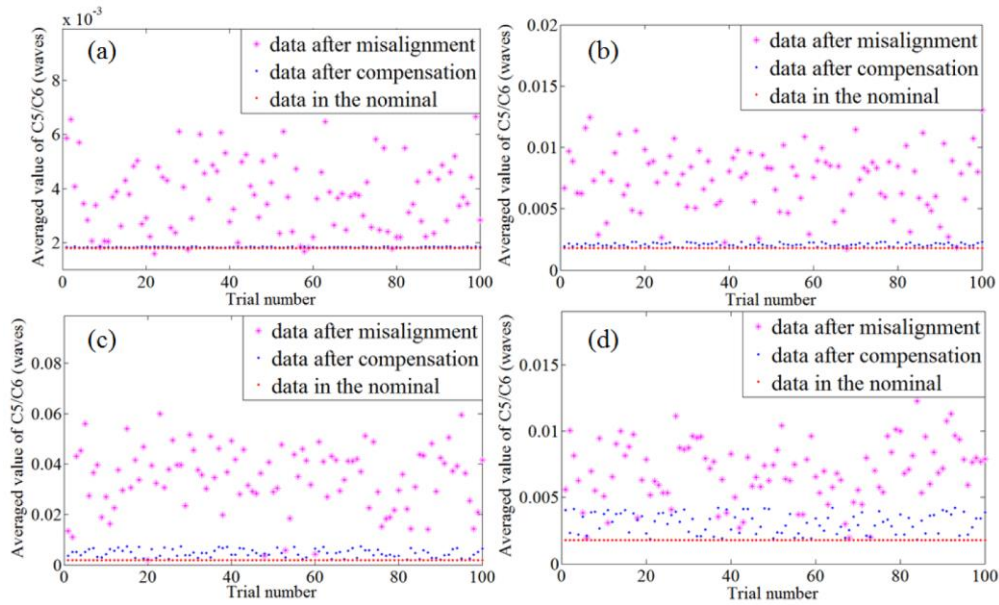 x 10⁻³
(a)
data after misalignment
data after compensation
data in the nominal
Averaged value of C5/C6 (waves)
8
6
4
2
0 20 40 60 80 100
Trial number
(b)
data after misalignment
data after compensation
data in the nominal
Averaged value of C5/C6 (waves)
0.02
0.015
0.01
0.005
0
0 20 40 60 80 100
Trial number
(c)
data after misalignment
data after compensation
data in the nominal
Averaged value of C5/C6 (waves)
0.08
0.06
0.04
0.02
0
0 20 40 60 80 100
Trial number
(d)
data after misalignment
data after compensation
data in the nominal
Averaged value of C5/C6 (waves)
0.015
0.01
0.005
0
0 20 40 60 80 100
Trial number